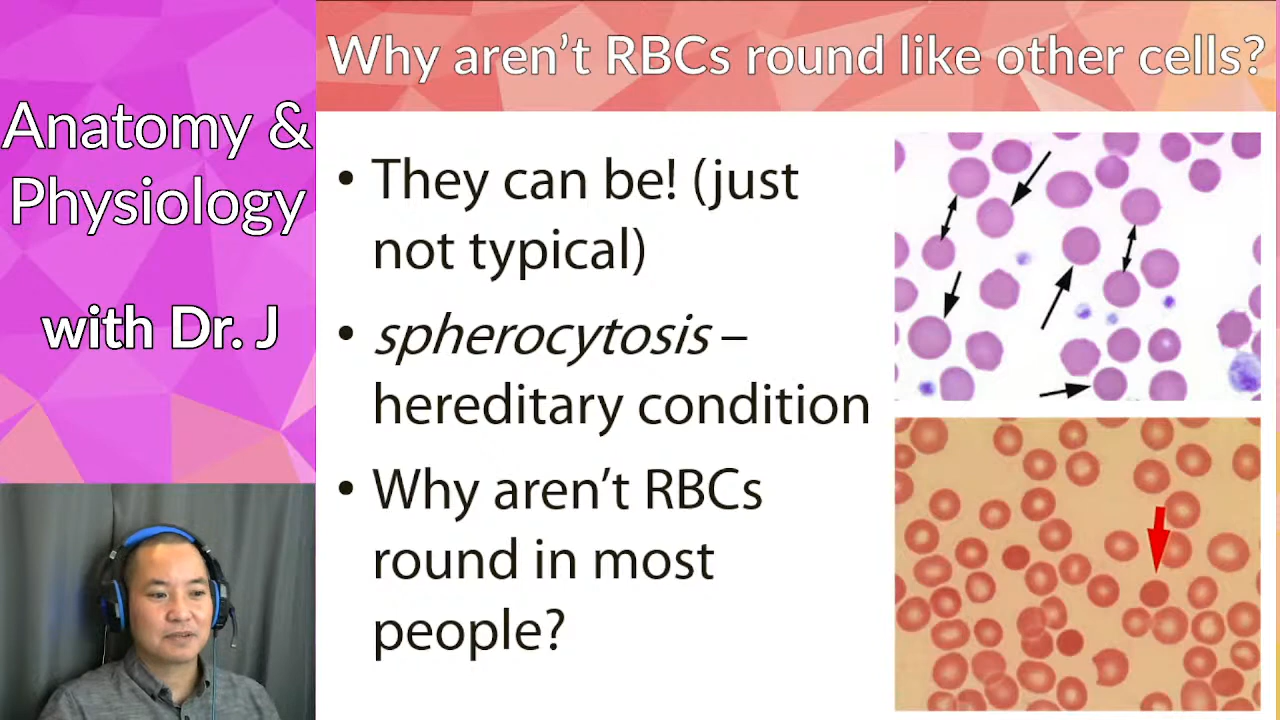 Why aren't RBCs round like other cells?
Anatomy &
Physiology
with Dr. J
• They can be! (just
not typical)
• spherocytosis –
hereditary condition
• Why aren't RBCs
round in most
people?